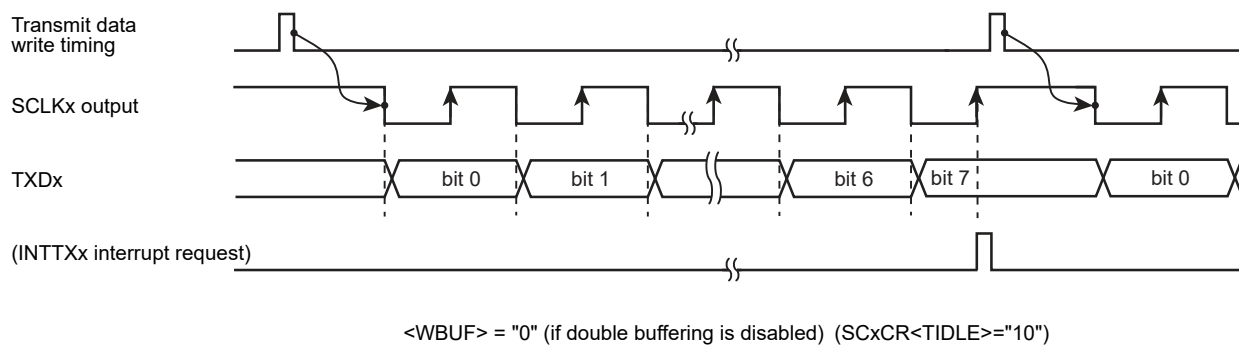 Transmit data
write timing
SCLKx output
TXDx
bit 0
bit 1
bit 6
bit 7
bit 0
(INTTXx interrupt request)
<WBUF> = "0" (if double buffering is disabled) (SCxCR<TIDLE>="10")